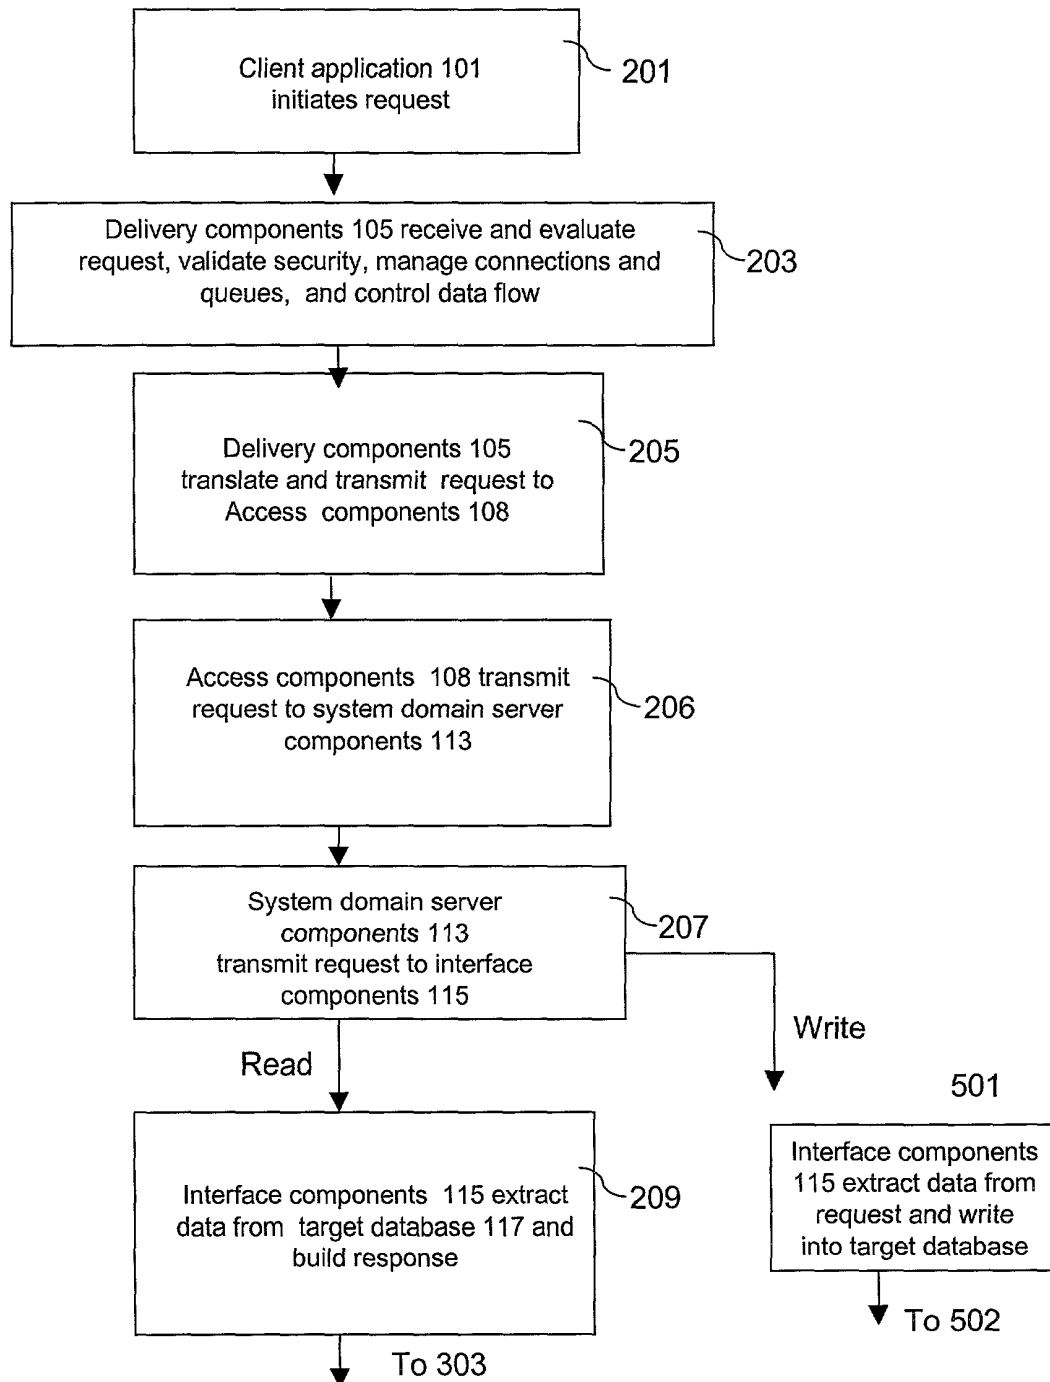 Client application 101
initiates request
201
Delivery components 105 receive and evaluate
request, validate security, manage connections and
queues, and control data flow
203
Delivery components 105
translate and transmit request to
Access components 108
205
Access components 108 transmit
request to system domain server
components 113
206
System domain server
components 113
transmit request to interface
components 115
207
Read
Write
501
Interface components 115 extract
data from target database 117 and
build response
209
Interface components
115 extract data from
request and write
into target database
To 303
To 502